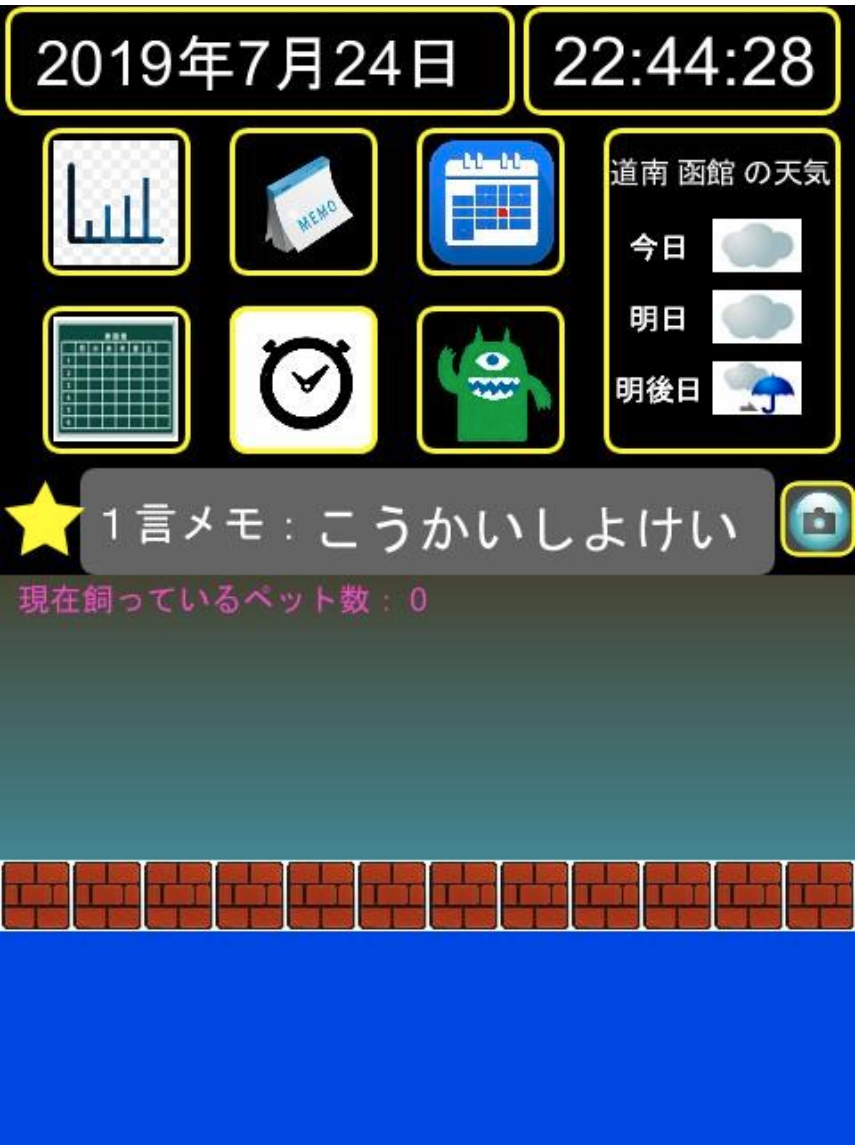 2019年7月24日
22:44:28
MEMO
道南 函館 の天気
今日
明日
明後日
1言メモ：こうかいしよけい
現在飼っているペット数：0